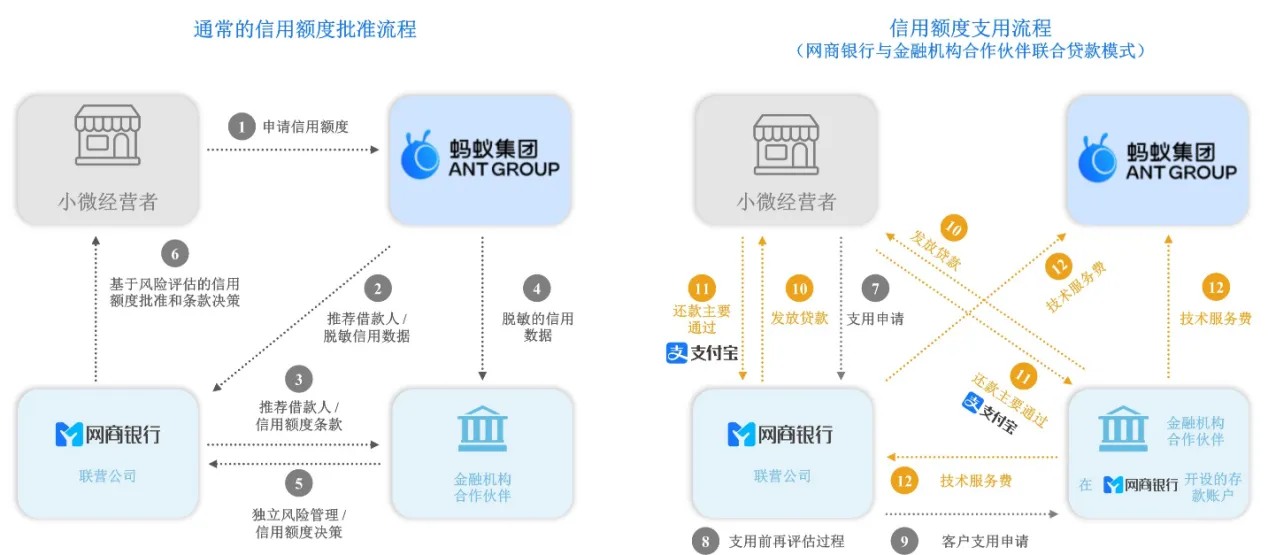 通常的信用额度批准流程
小微经营者
1 申请信用额度
蚂蚁集团
ANT GROUP
6
基于风险评估的信用
额度批准和条款决策
2
推荐借款人 /
脱敏信用数据
4
脱敏的信用
数据
3
推荐借款人 /
信用额度条款
网商银行
联营公司
金融机构
合作伙伴
5
独立风险管理 /
信用额度决策
信用额度支用流程
（网商银行与金融机构合作伙伴联合贷款模式）
小微经营者
蚂蚁集团
ANT GROUP
11
还款主要
通过
支 支付宝
10
发放贷款
7
支用申请
10
发放贷款
12
技术服务费
12
技术服务费
11
还款主要通过
支 支付宝
网商银行
联营公司
金融机构
合作伙伴
在 网商银行 开设的存
款账户
12 技术服务费
8 支用前再评估过程
9 客户支用申请